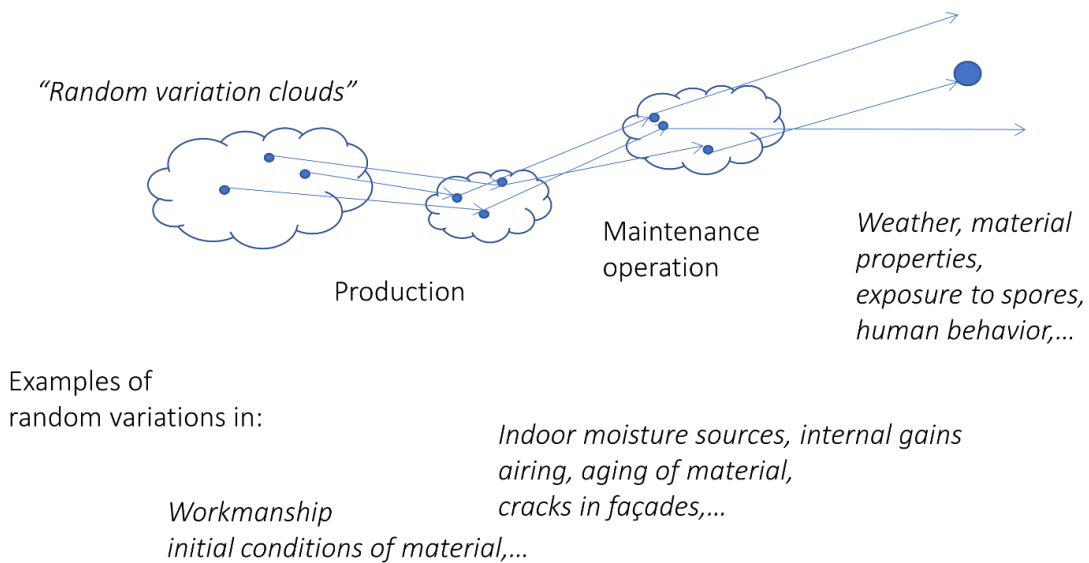 “Random variation clouds”
Maintenance
operation
Production
Weather, material
properties,
exposure to spores,
human behavior,…
Examples of
random variations in:
Indoor moisture sources, internal gains
airing, aging of material,
cracks in façades,…
Workmanship
initial conditions of material,…